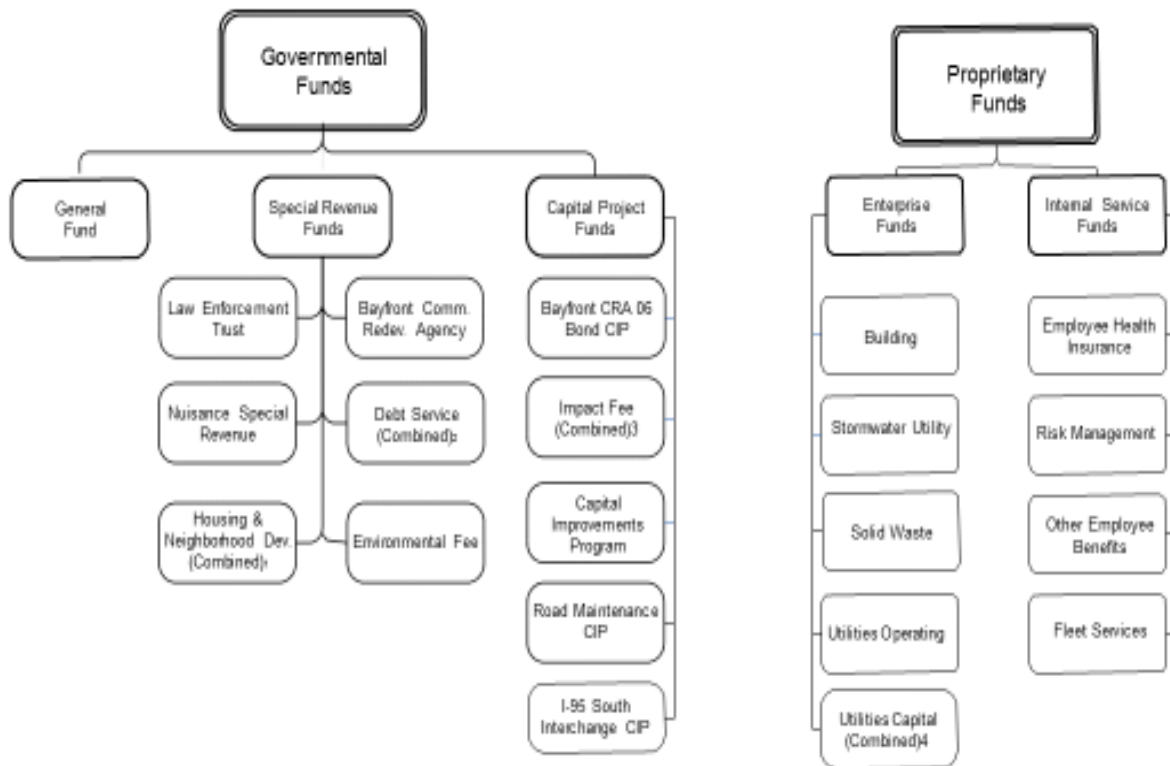 Governmental
Funds
Proprietary
Funds
General
Fund
Special Revenue
Funds
Capital Project
Funds
Enterprise
Funds
Internal Service
Funds
Law Enforcement
Trust
Bayfront Comm.
Redev. Agency
Bayfront CRA 06
Bond CIP
Building
Employee Health
Insurance
Nuisance Special
Revenue
Debt Service
(Combined)2
Impact Fee
(Combined)3
Stormwater Utility
Risk Management
Housing &
Neighborhood Dev.
(Combined)1
Environmental Fee
Capital
Improvements
Program
Solid Waste
Other Employee
Benefits
Road Maintenance
CIP
Utilities Operating
Fleet Services
I-95 South
Interchange CIP
Utilities Capital
(Combined)4